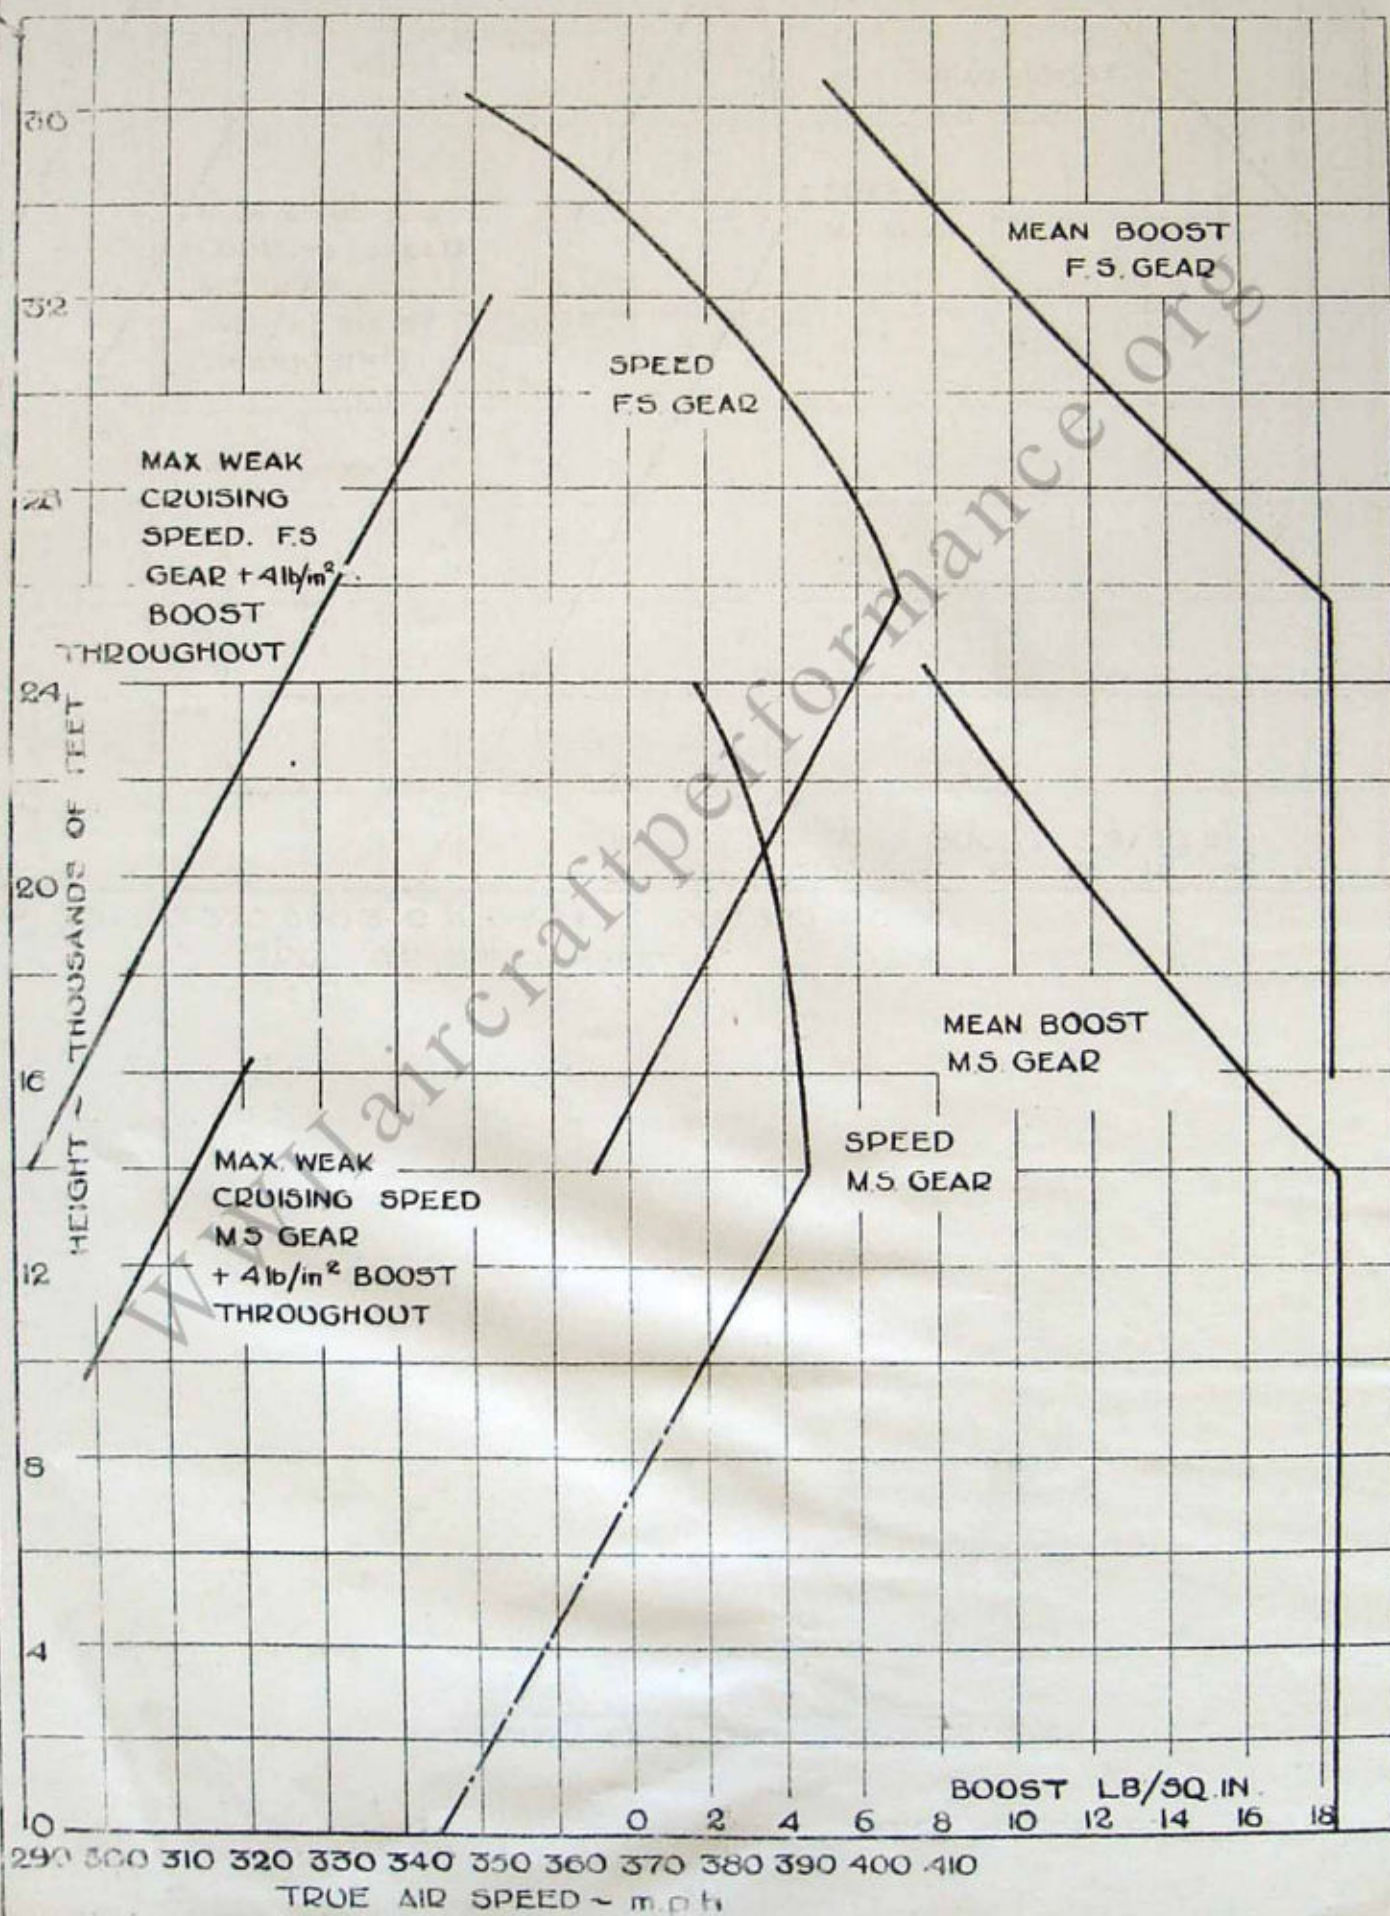 30
MEAN BOOST
F.S. GEAR
32
SPEED
F.S. GEAR
MAX WEAK
CRUISING
SPEED. F.S
GEAR + 4lb/in²
BOOST
THROUGHOUT
28
24
20
HEIGHT ~ THOUSANDS OF FEET
MEAN BOOST
M.S. GEAR
16
SPEED
M.S. GEAR
MAX. WEAK
CRUISING SPEED
M.S GEAR
+ 4lb/in² BOOST
THROUGHOUT
12
8
4
BOOST LB/SQ.IN.
0 0 2 4 6 8 10 12 14 16 18
290 300 310 320 330 340 350 360 370 380 390 400 410
TRUE AIR SPEED ~ m.p.h
WWIIaircraftperformance.org